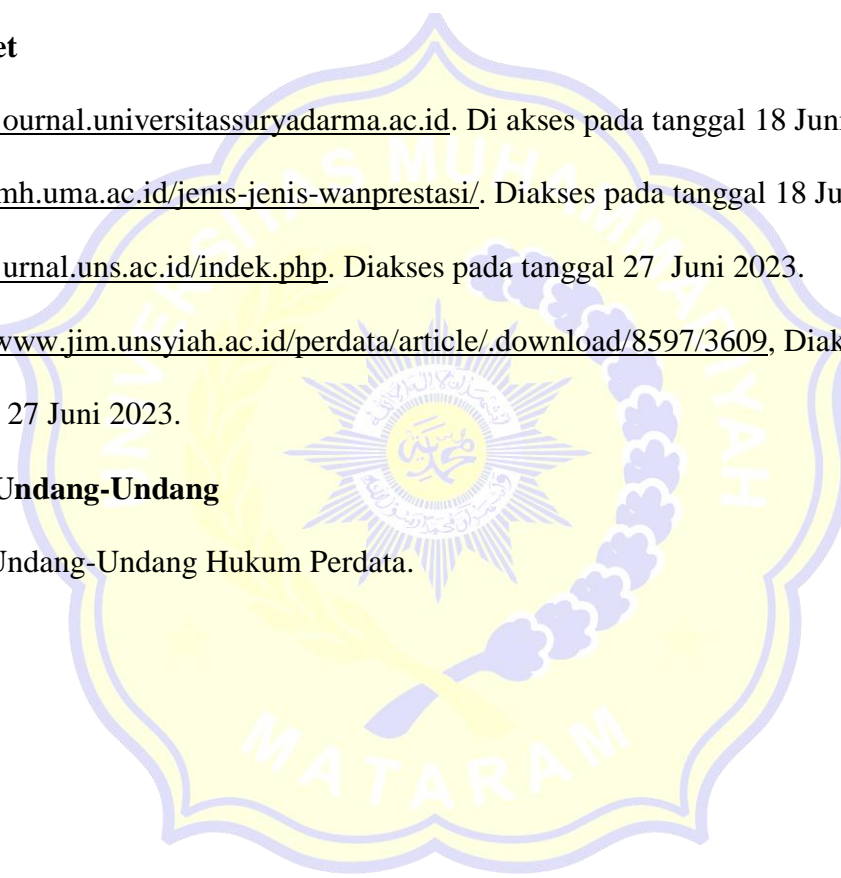 et
ournal.universitassuryadarma.ac.id. Di akses pada tanggal 18 Juni
mh.uma.ac.id/jenis-jenis-wanprestasi/. Diakses pada tanggal 18 Ju
urnal.uns.ac.id/indek.php. Diakses pada tanggal 27 Juni 2023.
www.jim.unsyiah.ac.id/perdata/article/.download/8597/3609, Diak
27 Juni 2023.
Undang-Undang
Undang-Undang Hukum Perdata.
UNIVERSITAS MUHAMMADIYAH
MATARAM